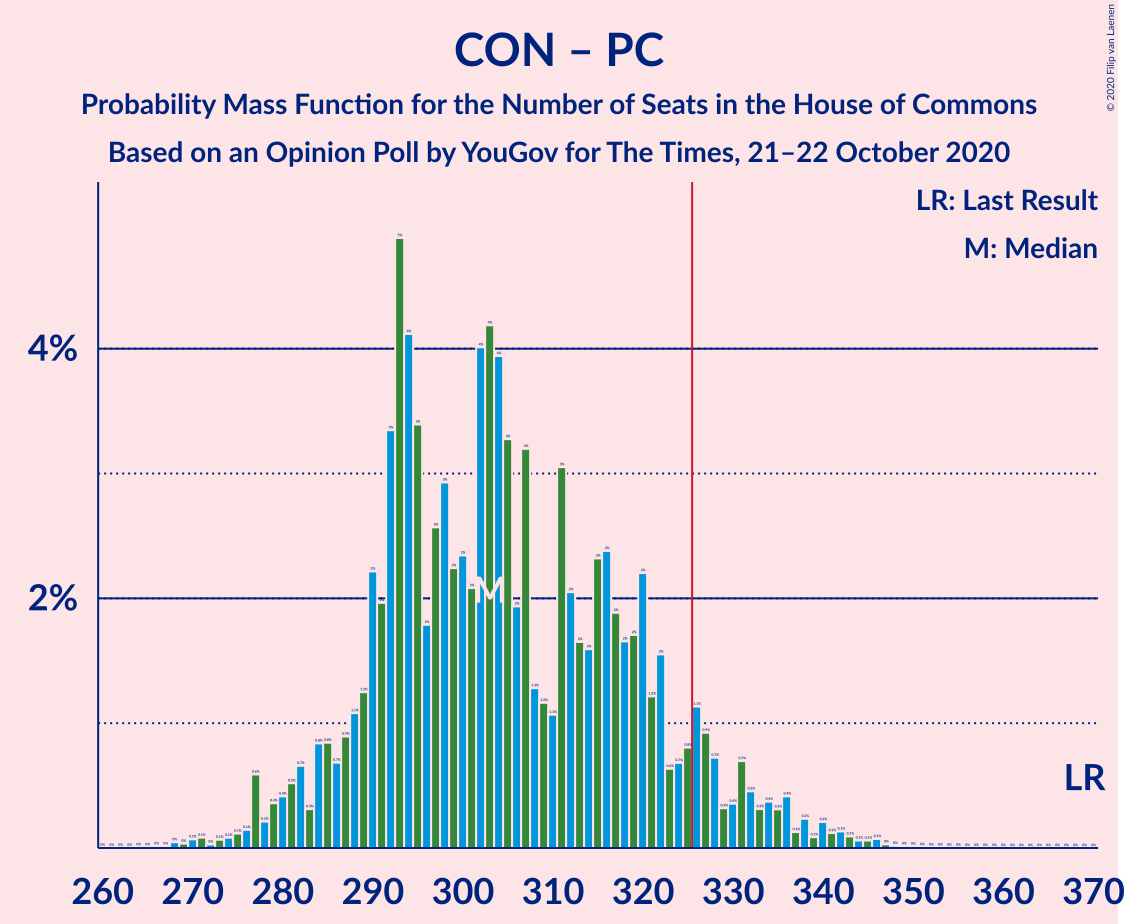 CON – PC
Probability Mass Function for the Number of Seats in the House of Commons
Based on an Opinion Poll by YouGov for The Times, 21–22 October 2020
© 2020 Filip van Laenen
LR: Last Result
M: Median
4%
2%
M
LR
260 270 280 290 300 310 320 330 340 350 360 370